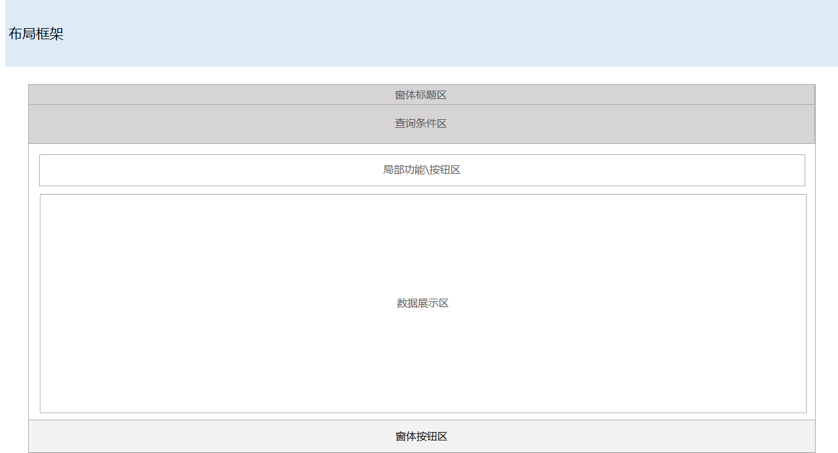 布局框架
窗体标题区
查询条件区
局部功能\按钮区
数据展示区
窗体按钮区